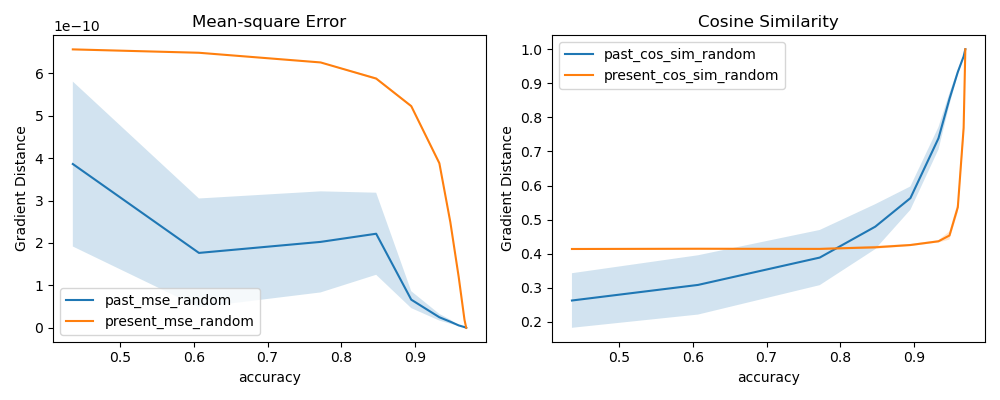 Mean-square Error
1e−10
Gradient Distance
6
5
4
3
2
1
0
past_mse_random
present_mse_random
0.5 0.6 0.7 0.8 0.9
accuracy
Cosine Similarity
Gradient Distance
1.0
0.9
0.8
0.7
0.6
0.5
0.4
0.3
0.2
past_cos_sim_random
present_cos_sim_random
0.5 0.6 0.7 0.8 0.9
accuracy